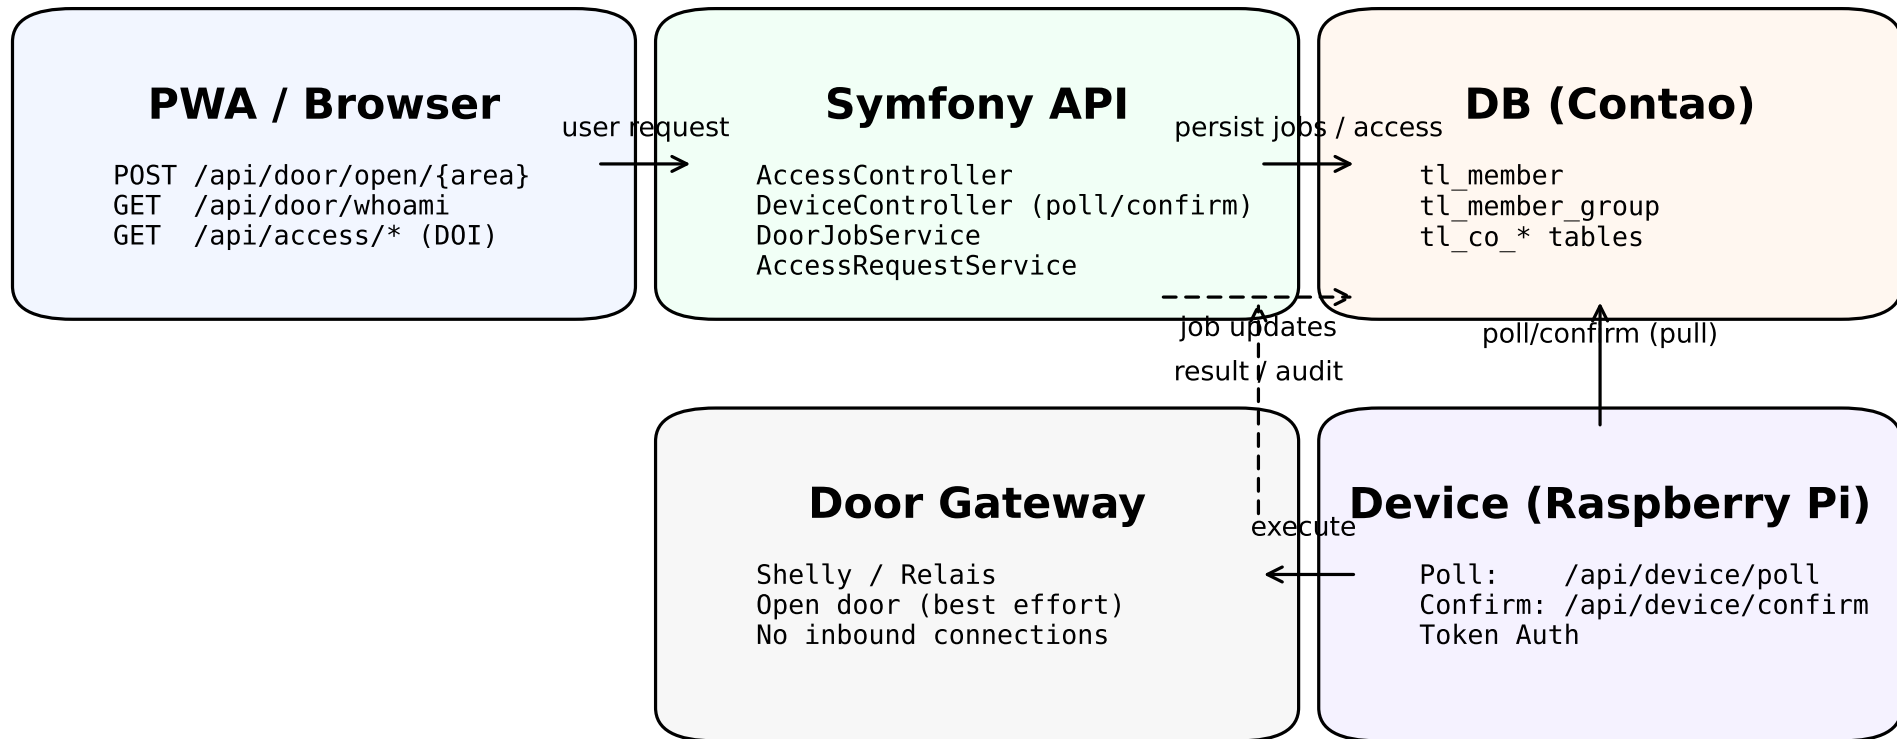 PWA / Browser
POST /api/door/open/{area}
GET  /api/door/whoami
GET  /api/access/* (DOI)
user request
Symfony API
AccessController
DeviceController (poll/confirm)
DoorJobService
AccessRequestService
persist jobs / access
DB (Contao)
tl_member
tl_member_group
tl_co_* tables
job updates
result / audit
poll/confirm (pull)
Door Gateway
Shelly / Relais
Open door (best effort)
No inbound connections
execute
Device (Raspberry Pi)
Poll:    /api/device/poll
Confirm: /api/device/confirm
Token Auth